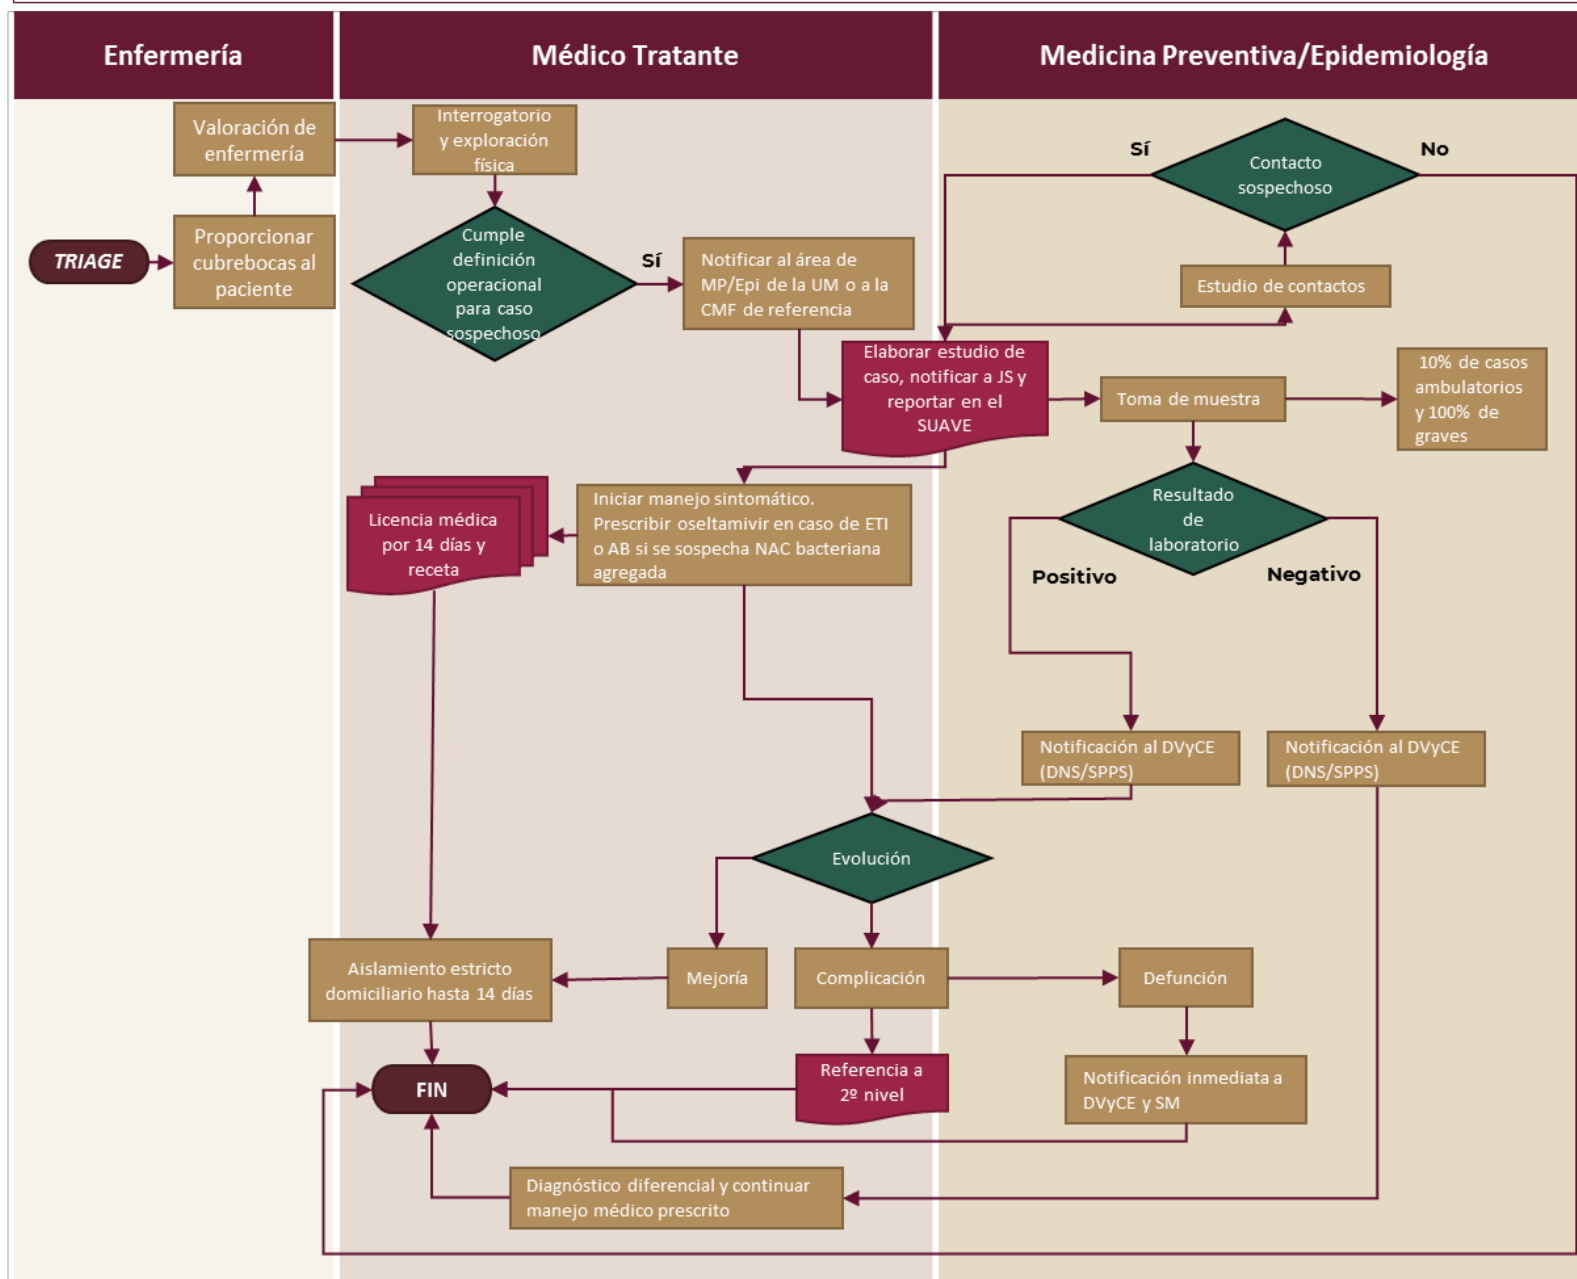 Enfermería
Médico Tratante
Medicina Preventiva/Epidemiología
Valoración de
enfermería
Interrogatorio
y exploración
física
Sí
Contacto
sospechoso
No
TRIAGE
Proporcionar
cubrebocas al
paciente
Cumple
definición
operacional
para caso
sospechoso
Sí
Notificar al área de
MP/Epi de la UM o a la
CMF de referencia
Estudio de contactos
Elaborar estudio de
caso, notificar a JS y
reportar en el
SUAVE
Toma de muestra
10% de casos
ambulatorios
y 100% de
graves
Licencia médica
por 14 días y
receta
Iniciar manejo sintomático.
Prescribir oseltamivir en caso de ETI
o AB si se sospecha NAC bacteriana
agregada
Resultado
de
laboratorio
Positivo
Negativo
Notificación al DVyCE
(DNS/SPPS)
Notificación al DVyCE
(DNS/SPPS)
Evolución
Aislamiento estricto
domiciliario hasta 14 días
Mejoría
Complicación
Defunción
FIN
Referencia a
2º nivel
Notificación inmediata a
DVyCE y SM
Diagnóstico diferencial y continuar
manejo médico prescrito